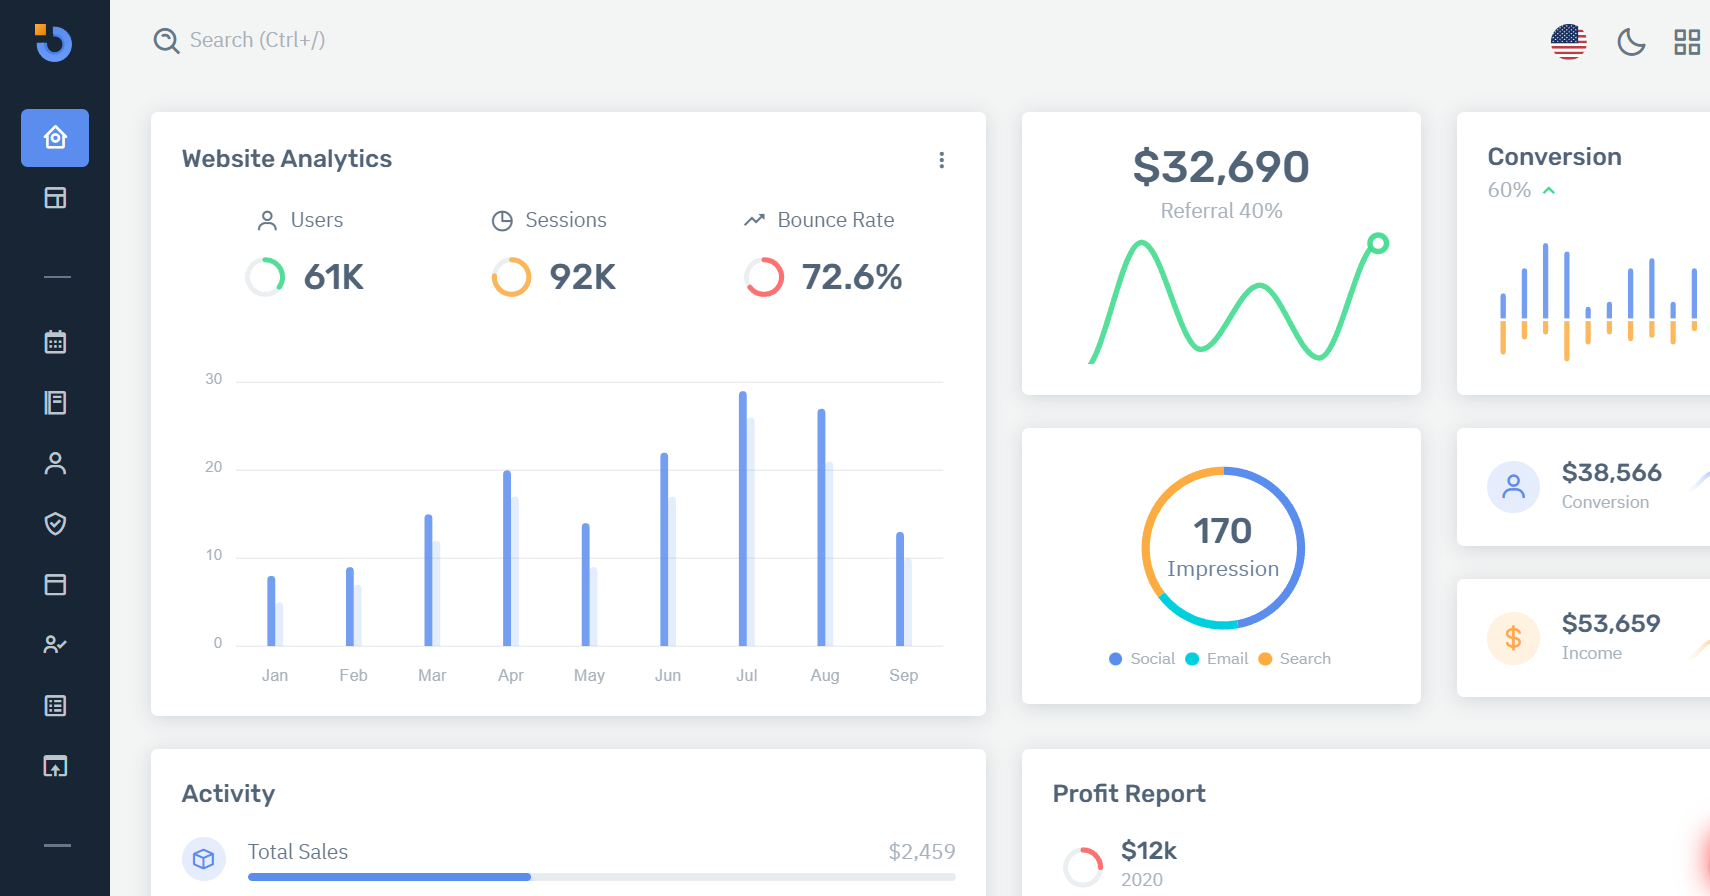 Search (Ctrl+/)
Website Analytics
Users
Sessions
Bounce Rate
61K
92K
72.6%
30
20
10
0
Jan Feb Mar Apr May Jun Jul Aug Sep
$32,690
Referral 40%
Conversion
60%
170
Impression
Social Email Search
$38,566
Conversion
$53,659
Income
Activity
Total Sales
$2,459
Profit Report
$12k
2020